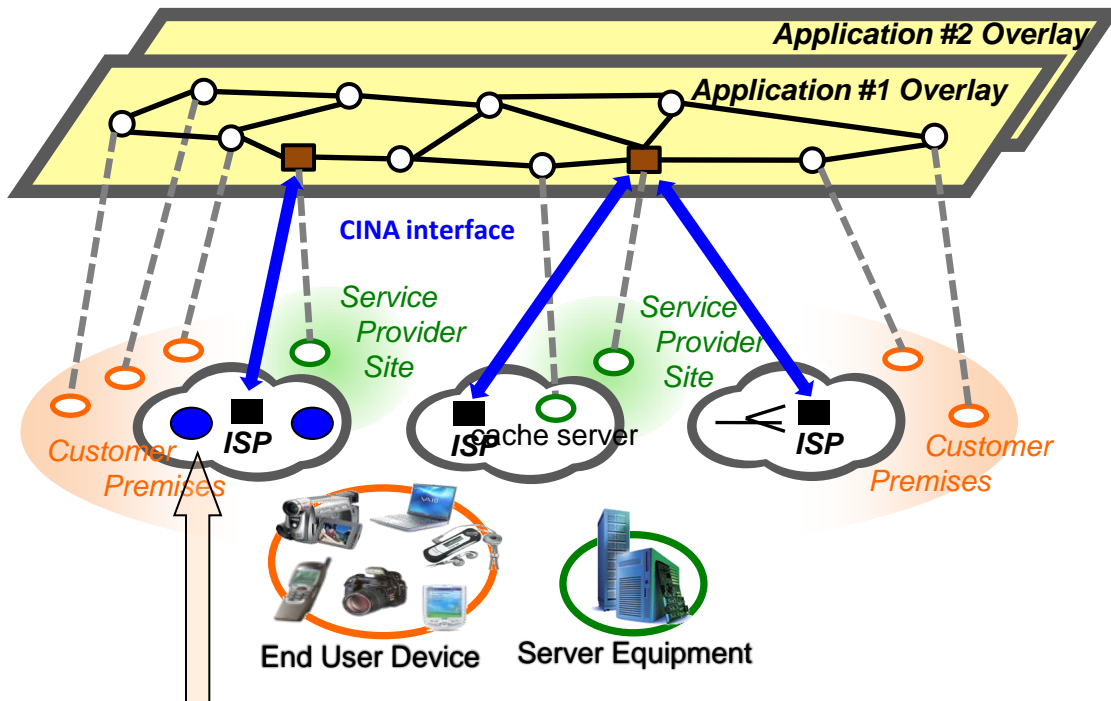 Application #2 Overlay
Application #1 Overlay
CINA interface
Service
Provider
Site
Service
Provider
Site
ISP
ISP
cache server
ISP
Customer
Premises
Customer
Premises
VAIO
End User Device
Server Equipment